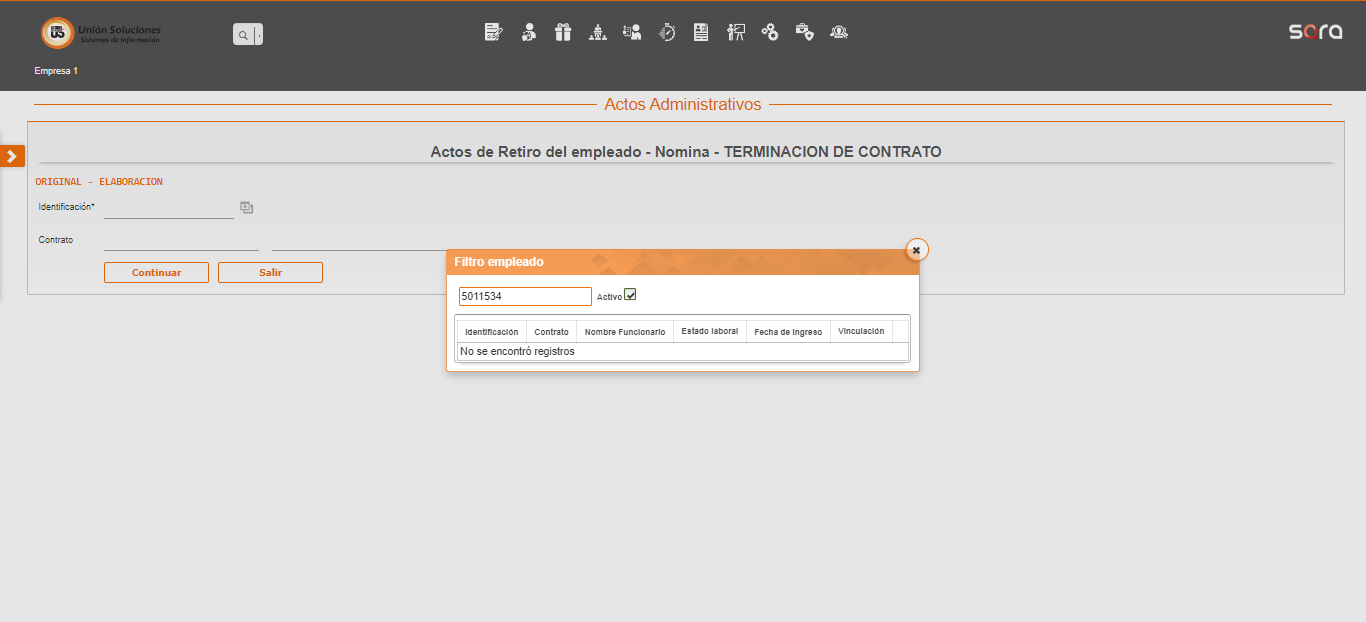 Unión Soluciones
Sistemas de Información
sora
Empresa 1
Actos Administrativos
Actos de Retiro del empleado - Nomina - TERMINACION DE CONTRATO
ORIGINAL - ELABORACION
Identificación*
Contrato
Continuar Salir
Filtro empleado
5011534 Activo
Identificación Contrato Nombre Funcionario Estado laboral Fecha de Ingreso Vinculación
No se encontró registros